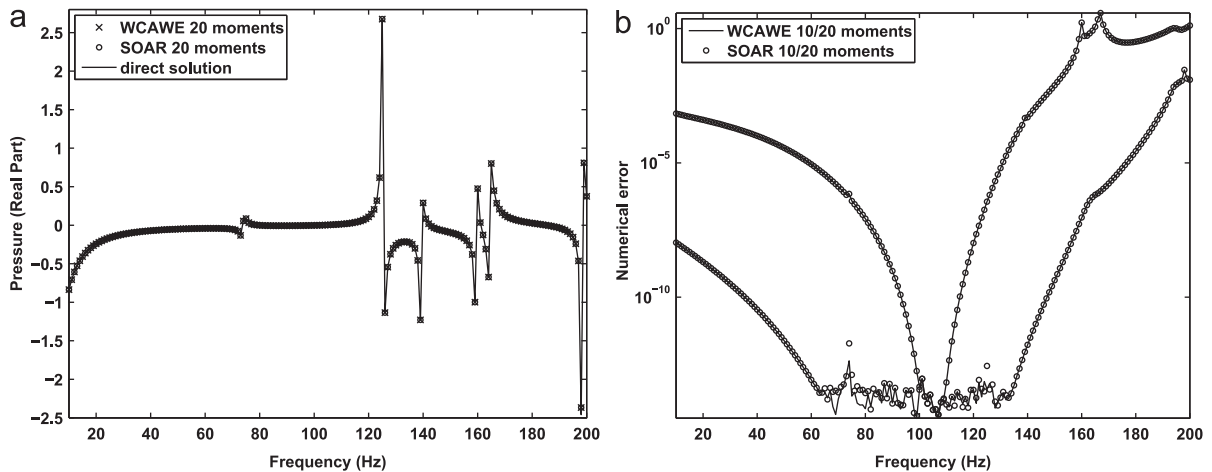 a
× WCAWE 20 moments
o SOAR 20 moments
— direct solution
Pressure (Real Part)
2.5
2
1.5
1
0.5
0
−0.5
−1
−1.5
−2
−2.5
20 40 60 80 100 120 140 160 180 200
Frequency (Hz)
b
— WCAWE 10/20 moments
o SOAR 10/20 moments
Numerical error
10^0
10^−5
10^−10
20 40 60 80 100 120 140 160 180 200
Frequency (Hz)